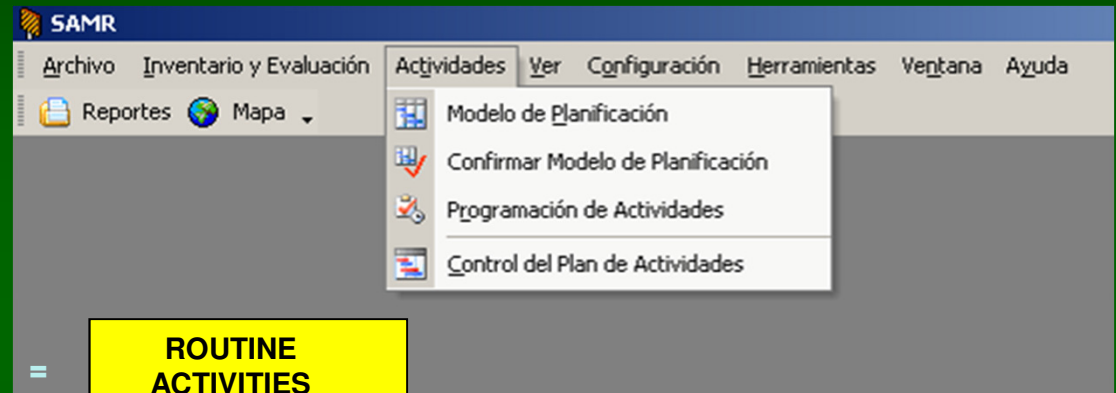 SAMR
Archivo Inventario y Evaluación Actividades Ver Configuración Herramientas Ventana Ayuda
Reportes Mapa
Modelo de Planificación
Confirmar Modelo de Planificación
Programación de Actividades
Control del Plan de Actividades
ROUTINE
= ACTIVITIES